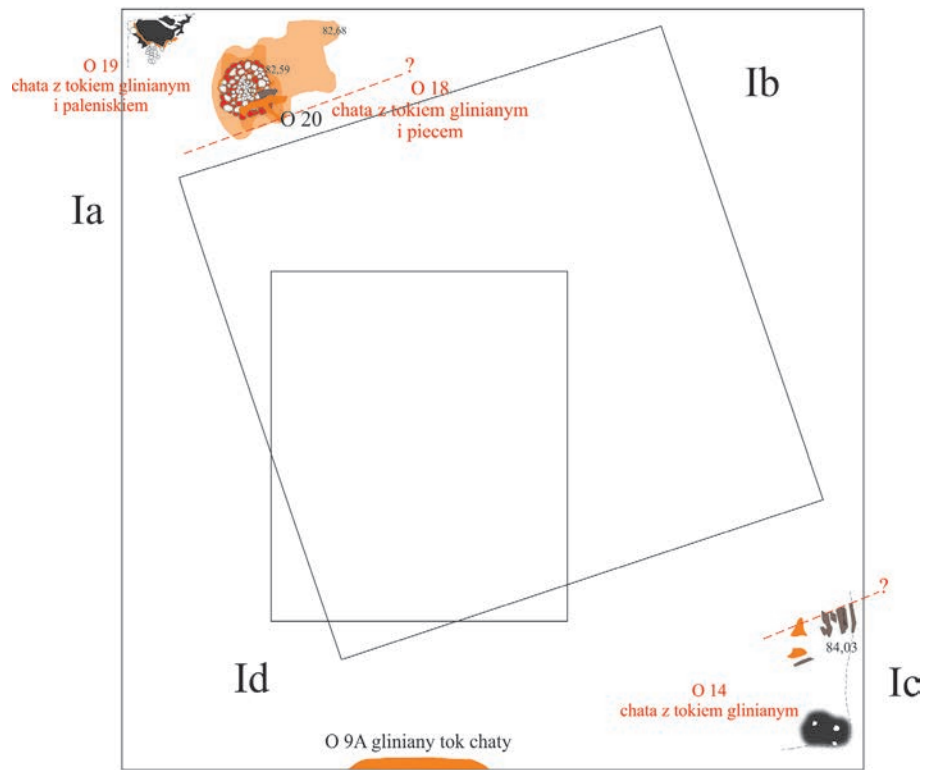 82,68
O 19
chata z tokiem glinianym
i paleniskiem
82,59
?
O 18
chata z tokiem glinianym
i piecem
O 20
Ib
Ia
?
84,03
Id
Ic
O 14
chata z tokiem glinianym
O 9A gliniany tok chaty